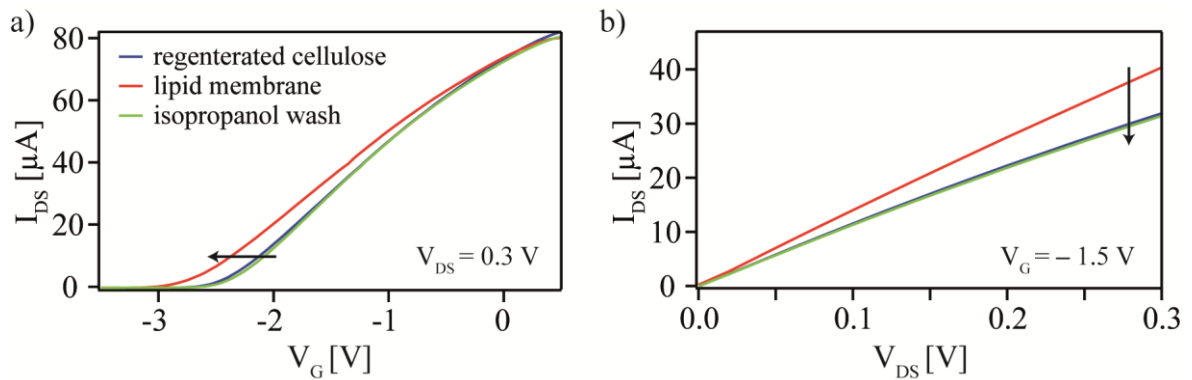 a)
80
60
40
20
0
I_DS [µA]
regenterated cellulose
lipid membrane
isopropanol wash
V_DS = 0.3 V
-3 -2 -1 0
V_G [V]
b)
40
30
20
10
0
I_DS [µA]
V_G = – 1.5 V
0.0 0.1 0.2 0.3
V_DS [V]